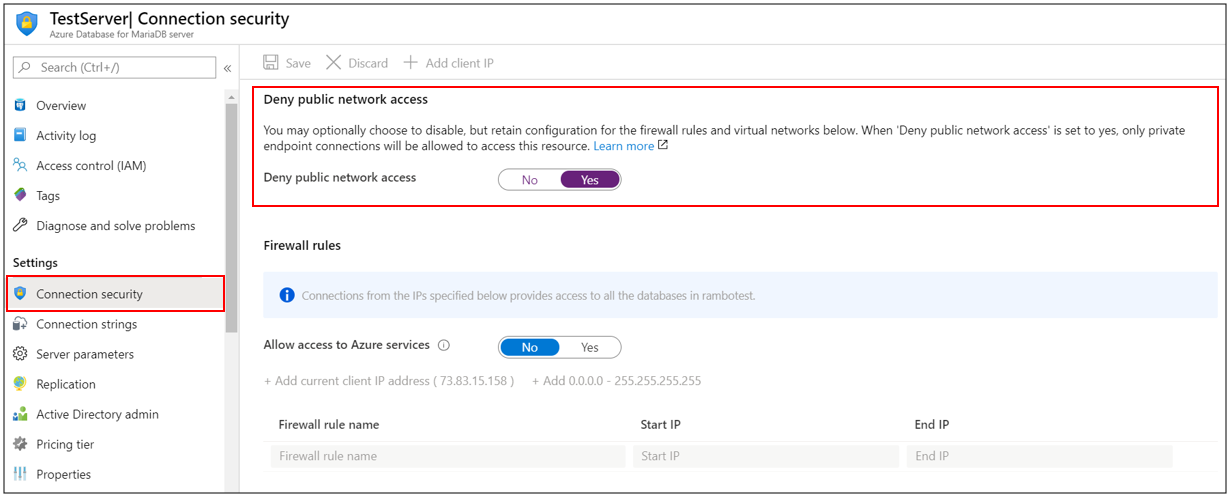 TestServer| Connection security
Azure Database for MariaDB server
Search (Ctrl+/)
«
Overview
Activity log
Access control (IAM)
Tags
Diagnose and solve problems
Settings
Connection security
Connection strings
Server parameters
Replication
Active Directory admin
Pricing tier
Properties
Save Discard Add client IP
Deny public network access
You may optionally choose to disable, but retain configuration for the firewall rules and virtual networks below. When 'Deny public network access' is set to yes, only private
endpoint connections will be allowed to access this resource. Learn more
Deny public network access No Yes
Firewall rules
Connections from the IPs specified below provides access to all the databases in rambotest.
Allow access to Azure services No Yes
+ Add current client IP address ( 73.83.15.158 ) + Add 0.0.0.0 - 255.255.255.255
Firewall rule name Start IP End IP
Firewall rule name Start IP End IP